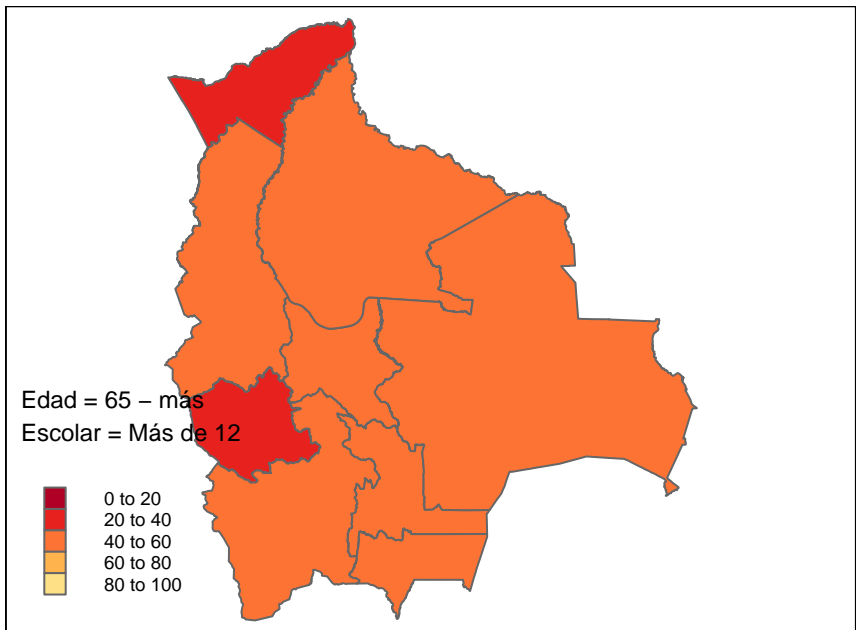 Edad = 65 – más
Escolar = Más de 12
0 to 20
20 to 40
40 to 60
60 to 80
80 to 100